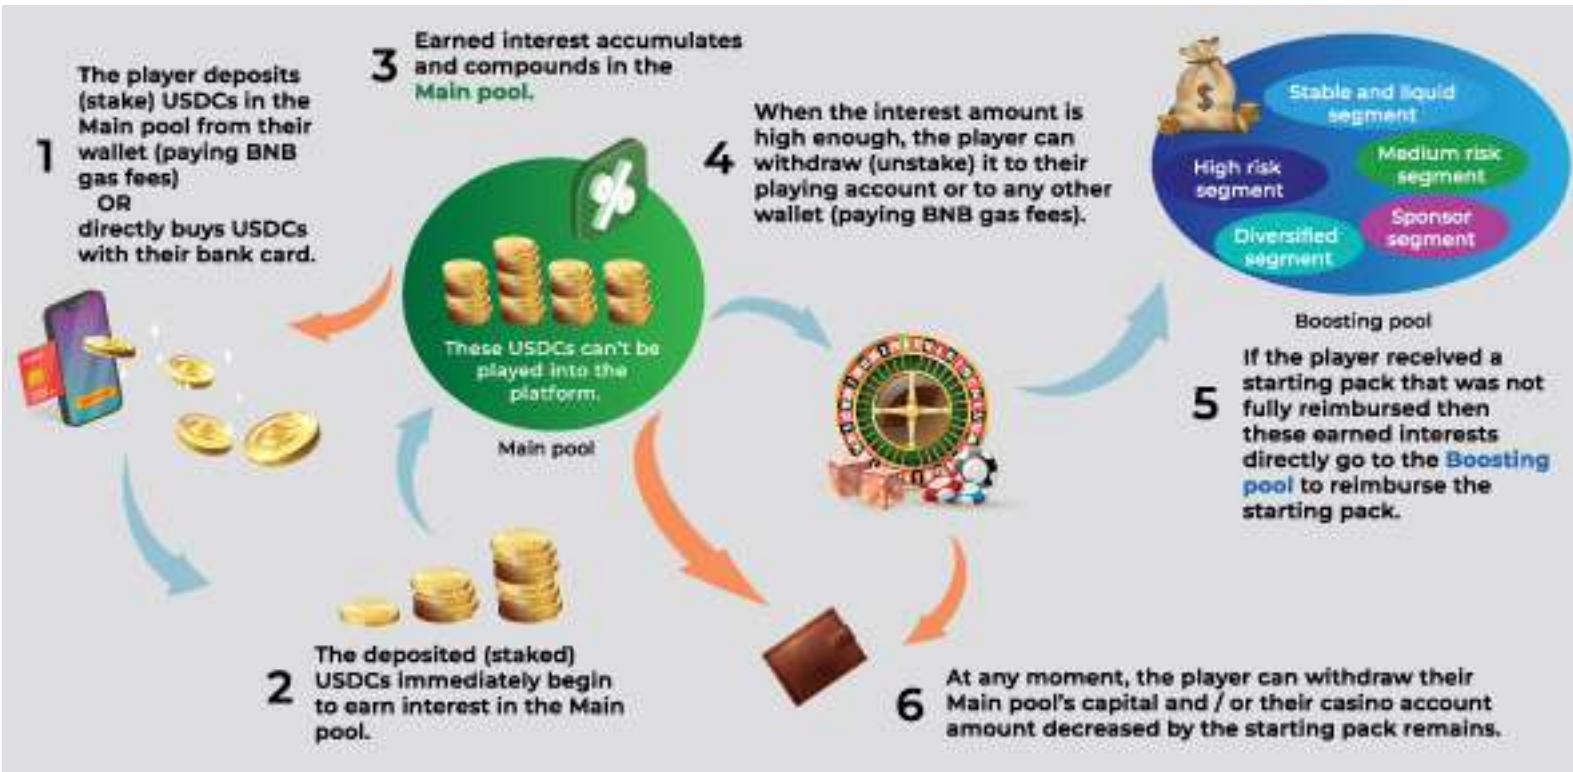 1
The player deposits
(stake) USDCs in the
Main pool from their
wallet (paying BNB
gas fees)
OR
directly buys USDCs
with their bank card.
2
The deposited (staked)
USDCs immediately begin
to earn interest in the Main
pool.
3
Earned interest accumulates
and compounds in the
Main pool.
%
These USDCs can't be
played into the
platform.
Main pool
4
When the interest amount is
high enough, the player can
withdraw (unstake) it to their
playing account or to any other
wallet (paying BNB gas fees).
$
Stable and liquid
segment
High risk
segment
Medium risk
segment
Diversified
segment
Sponsor
segment
Boosting pool
5
If the player received a
starting pack that was not
fully reimbursed then
these earned interests
directly go to the Boosting
pool to reimburse the
starting pack.
6
At any moment, the player can withdraw their
Main pool's capital and / or their casino account
amount decreased by the starting pack remains.